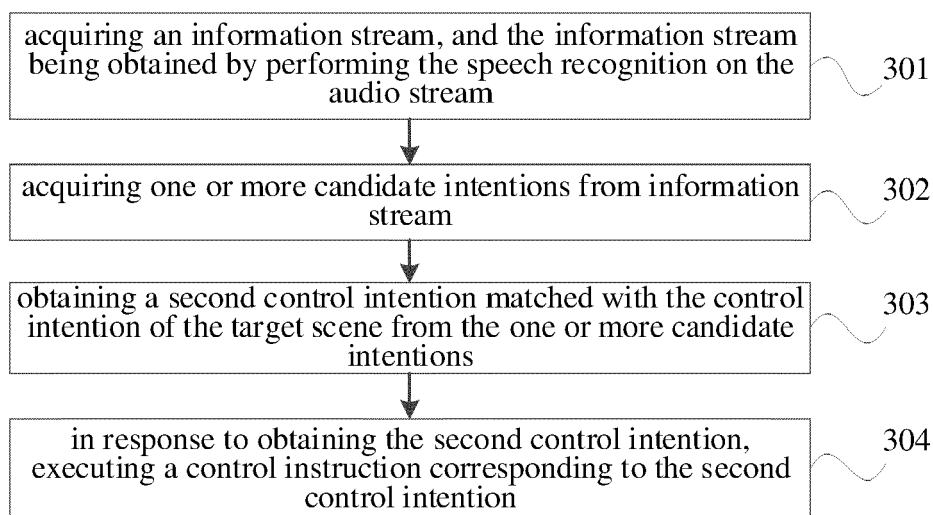 acquiring an information stream, and the information stream
being obtained by performing the speech recognition on the
audio stream
301
acquiring one or more candidate intentions from information
stream
302
obtaining a second control intention matched with the control
intention of the target scene from the one or more candidate
intentions
303
in response to obtaining the second control intention,
executing a control instruction corresponding to the second
control intention
304